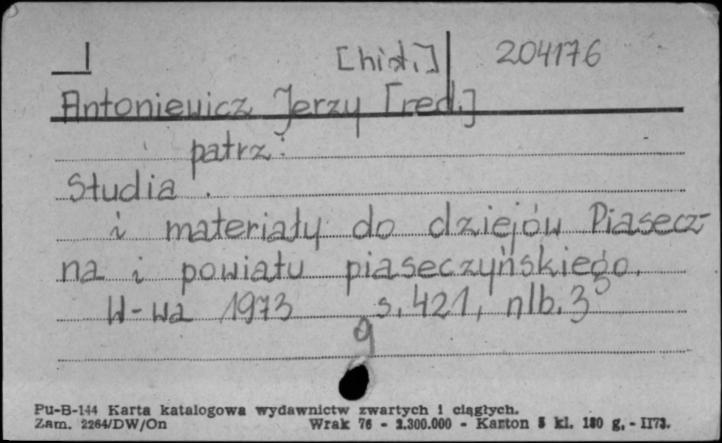 [hist.] 204176
Antoniewicz Jerzy [red.]
patrz:
Studia
i materiały do dziejów Piasecz-
na i powiatu piaseczyńskiego.
W-wa 1973 s. 421, nlb. 3
g
Pu-B-144 Karta katalogowa wydawnictw zwartych i ciągłych.
Zam. 2264/DW/On Wrak 76 - 2.300.000 - Karton 5 kl. 180 g, - II73.